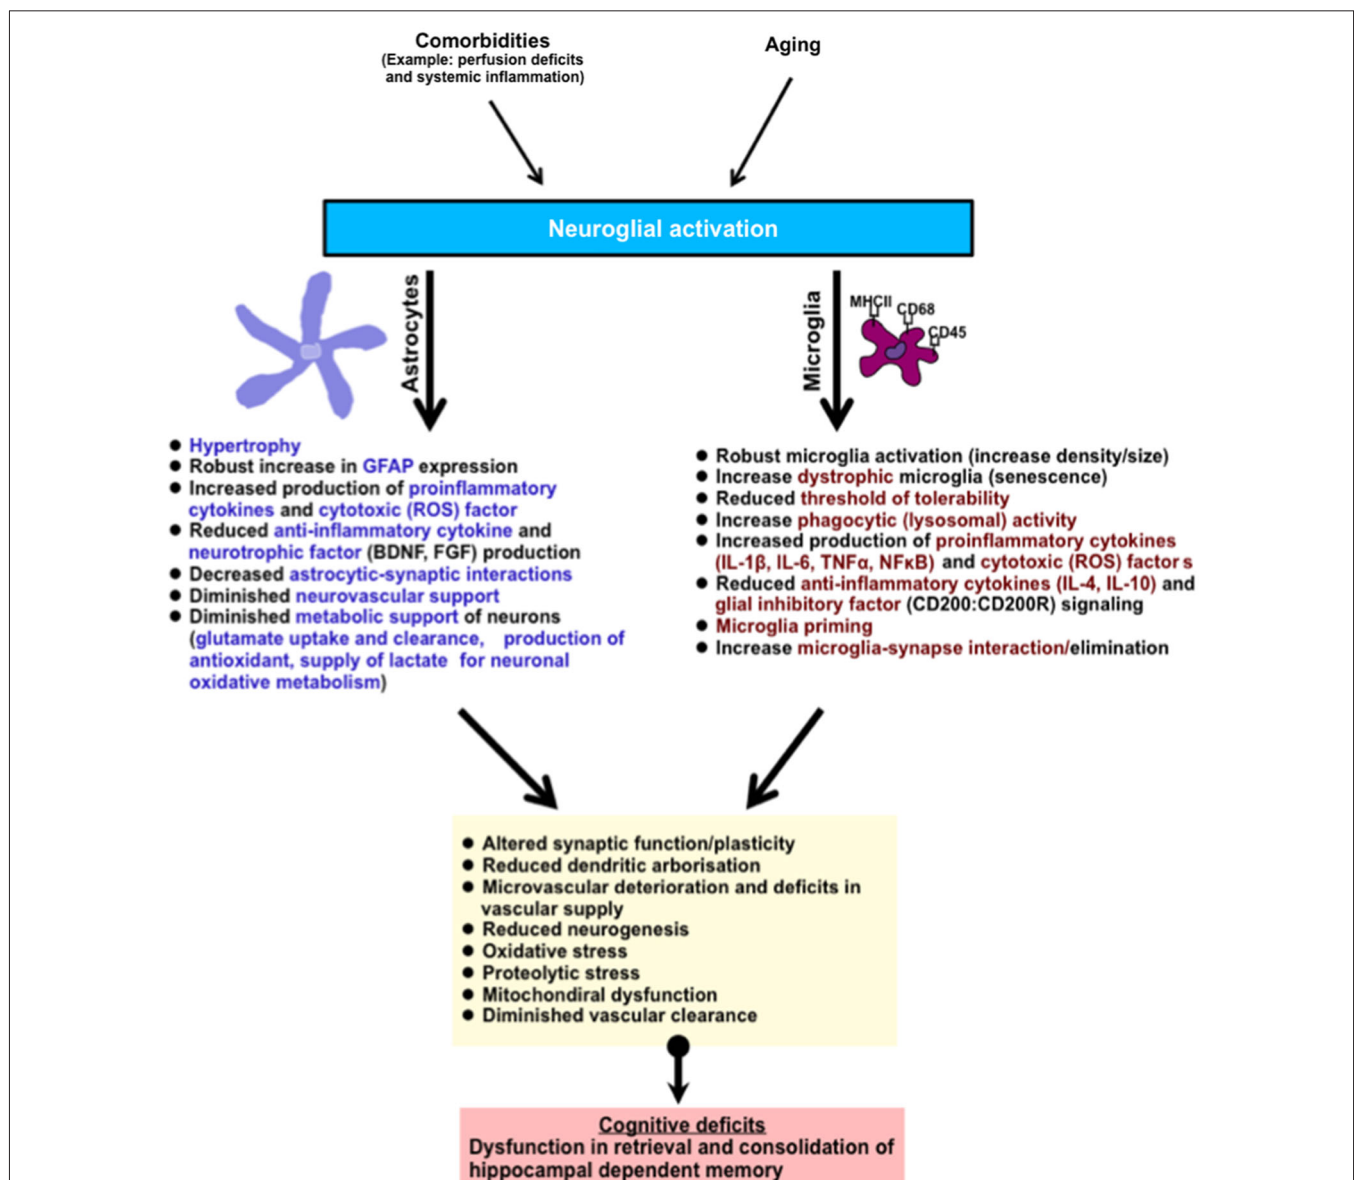 Comorbidities
(Example: perfusion deficits
and systemic inflammation)
Aging
Neuroglial activation
Astrocytes
Microglia
MHCII
CD68
CD45
● Hypertrophy
● Robust increase in GFAP expression
● Increased production of proinflammatory
cytokines and cytotoxic (ROS) factor
● Reduced anti-inflammatory cytokine and
neurotrophic factor (BDNF, FGF) production
● Decreased astrocytic-synaptic interactions
● Diminished neurovascular support
● Diminished metabolic support of neurons
(glutamate uptake and clearance, production of
antioxidant, supply of lactate for neuronal
oxidative metabolism)
● Robust microglia activation (increase density/size)
● Increase dystrophic microglia (senescence)
● Reduced threshold of tolerability
● Increase phagocytic (lysosomal) activity
● Increased production of proinflammatory cytokines
(IL-1β, IL-6, TNFα, NFκB) and cytotoxic (ROS) factors
● Reduced anti-inflammatory cytokines (IL-4, IL-10) and
glial inhibitory factor (CD200:CD200R) signaling
● Microglia priming
● Increase microglia-synapse interaction/elimination
● Altered synaptic function/plasticity
● Reduced dendritic arborisation
● Microvascular deterioration and deficits in
vascular supply
● Reduced neurogenesis
● Oxidative stress
● Proteolytic stress
● Mitochondiral dysfunction
● Diminished vascular clearance
Cognitive deficits
Dysfunction in retrieval and consolidation of
hippocampal dependent memory